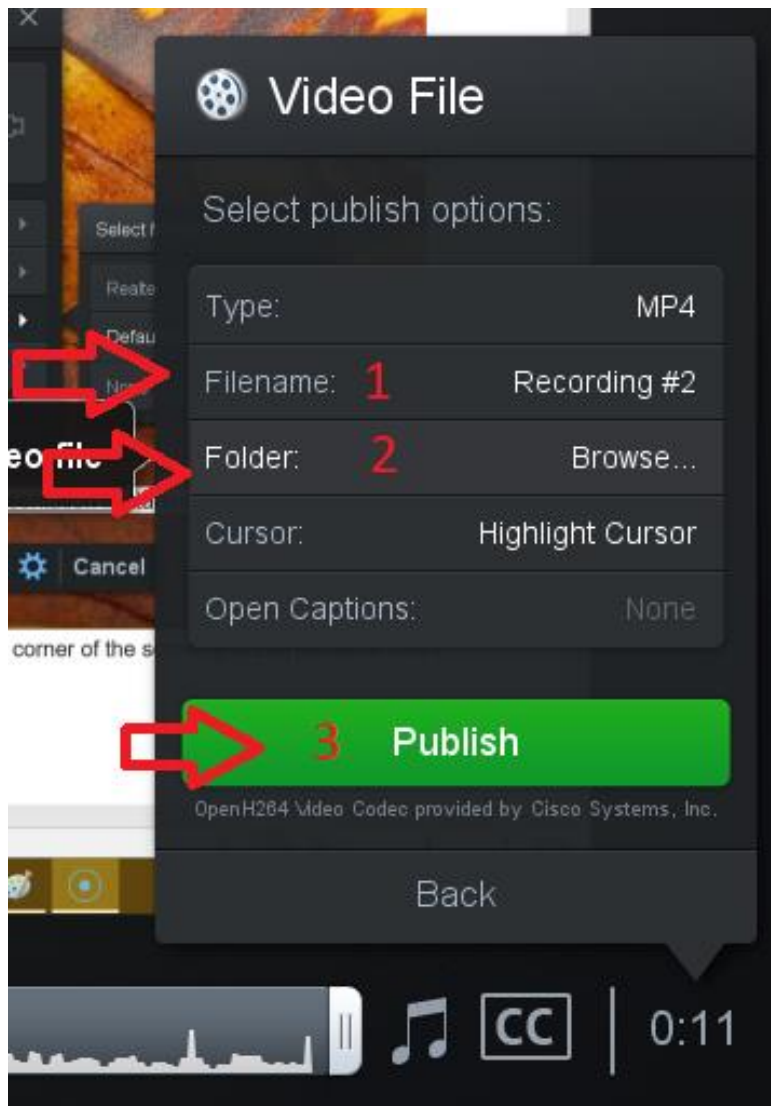 Video File
Select publish options:
Select
Type: MP4
Filename: 1 Recording #2
Folder: 2 Browse...
file
Cursor: Highlight Cursor
Cancel
Open Captions: None
corner of the
3 Publish
OpenH264 Video Codec provided by Cisco Systems, Inc.
Back
CC 0:11